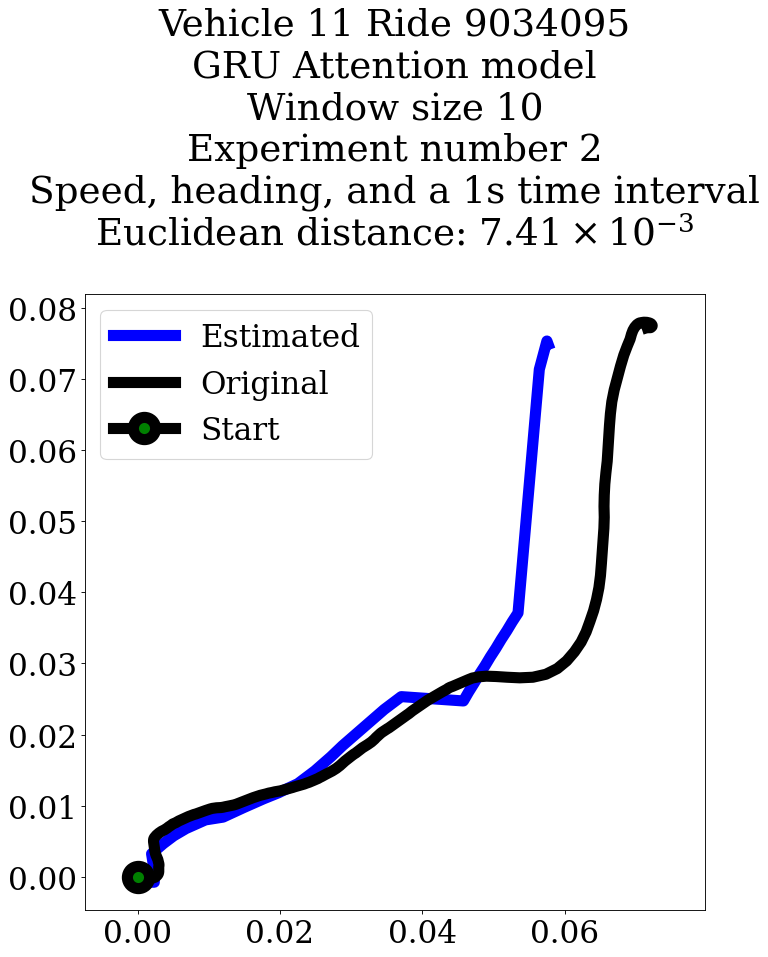 Vehicle 11 Ride 9034095
GRU Attention model
Window size 10
Experiment number 2
Speed, heading, and a 1s time interval
Euclidean distance: 7.41 × 10⁻³
0.08
0.07
0.06
0.05
0.04
0.03
0.02
0.01
0.00
Estimated
Original
Start
0.00 0.02 0.04 0.06